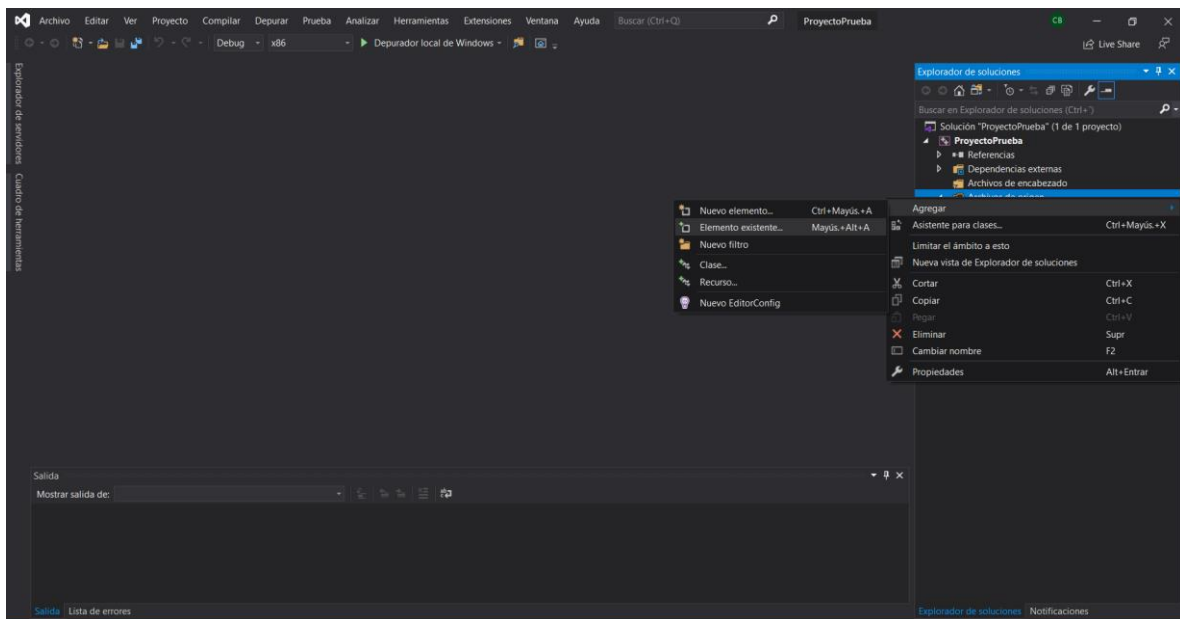 Archivo Editar Ver Proyecto Compilar Depurar Prueba Analizar Herramientas Extensiones Ventana Ayuda Buscar (Ctrl+Q) ProyectoPrueba CB
Debug x86 Depurador local de Windows Live Share
Explorador de servidores
Cuadro de herramientas
Explorador de soluciones
Buscar en Explorador de soluciones (Ctrl+´)
Solución "ProyectoPrueba" (1 de 1 proyecto)
ProyectoPrueba
Referencias
Dependencias externas
Archivos de encabezado
Archivos de origen
Nuevo elemento... Ctrl+Mayús.+A
Elemento existente... Mayús.+Alt+A
Nuevo filtro
Clase...
Recurso...
Nuevo EditorConfig
Agregar
Asistente para clases... Ctrl+Mayús.+X
Limitar el ámbito a esto
Nueva vista de Explorador de soluciones
Cortar Ctrl+X
Copiar Ctrl+C
Pegar Ctrl+V
Eliminar Supr
Cambiar nombre F2
Propiedades Alt+Entrar
Salida
Mostrar salida de:
Salida Lista de errores
Explorador de soluciones Notificaciones